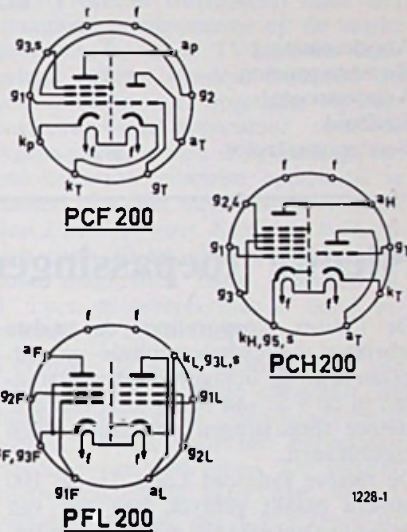 f f
g3,s
ap
g1
g2
kp
aT
kT
gT
f f
PCF 200
f f
g2,4
aH
g1
g3
kT
kH,g5,s
aT
f f
PCH200
f f
aF
kL,g3L,s
g2F
g1L
F,g3F
g2L
g1F
aL
f f
PFL 200
1228-1